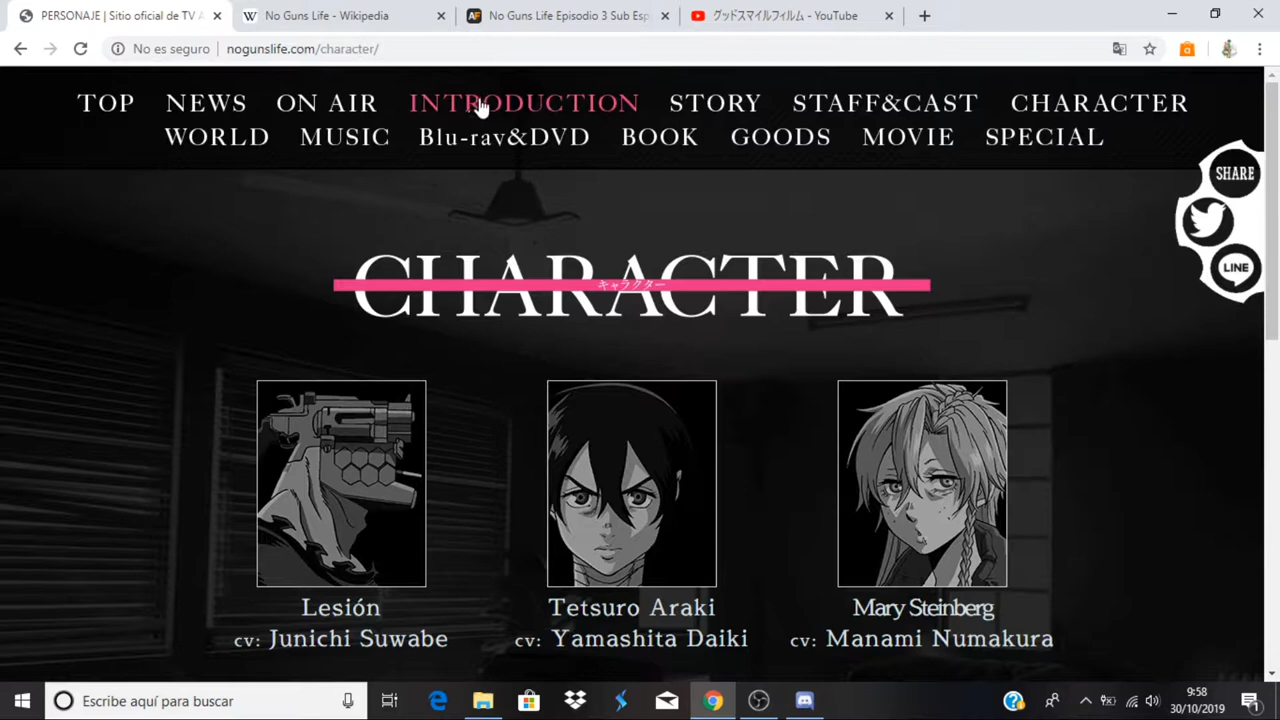 PERSONAJE | Sitio oficial de TV A
No Guns Life - Wikipedia
AF
No Guns Life Episodio 3 Sub Esp
グッドスマイルフィルム - YouTube
No es seguro
nogunslife.com/character/
TOP NEWS ON AIR INTRODUCTION STORY STAFF&CAST CHARACTER
WORLD MUSIC Blu-ray&DVD BOOK GOODS MOVIE SPECIAL
SHARE
LINE
CHARACTER
キャラクター
Lesión
cv: Junichi Suwabe
Tetsuro Araki
cv: Yamashita Daiki
Mary Steinberg
cv: Manami Numakura
Escribe aquí para buscar
9:58
30/10/2019
1